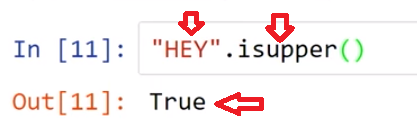 In [11]: "HEY".isupper()
Out[11]: True